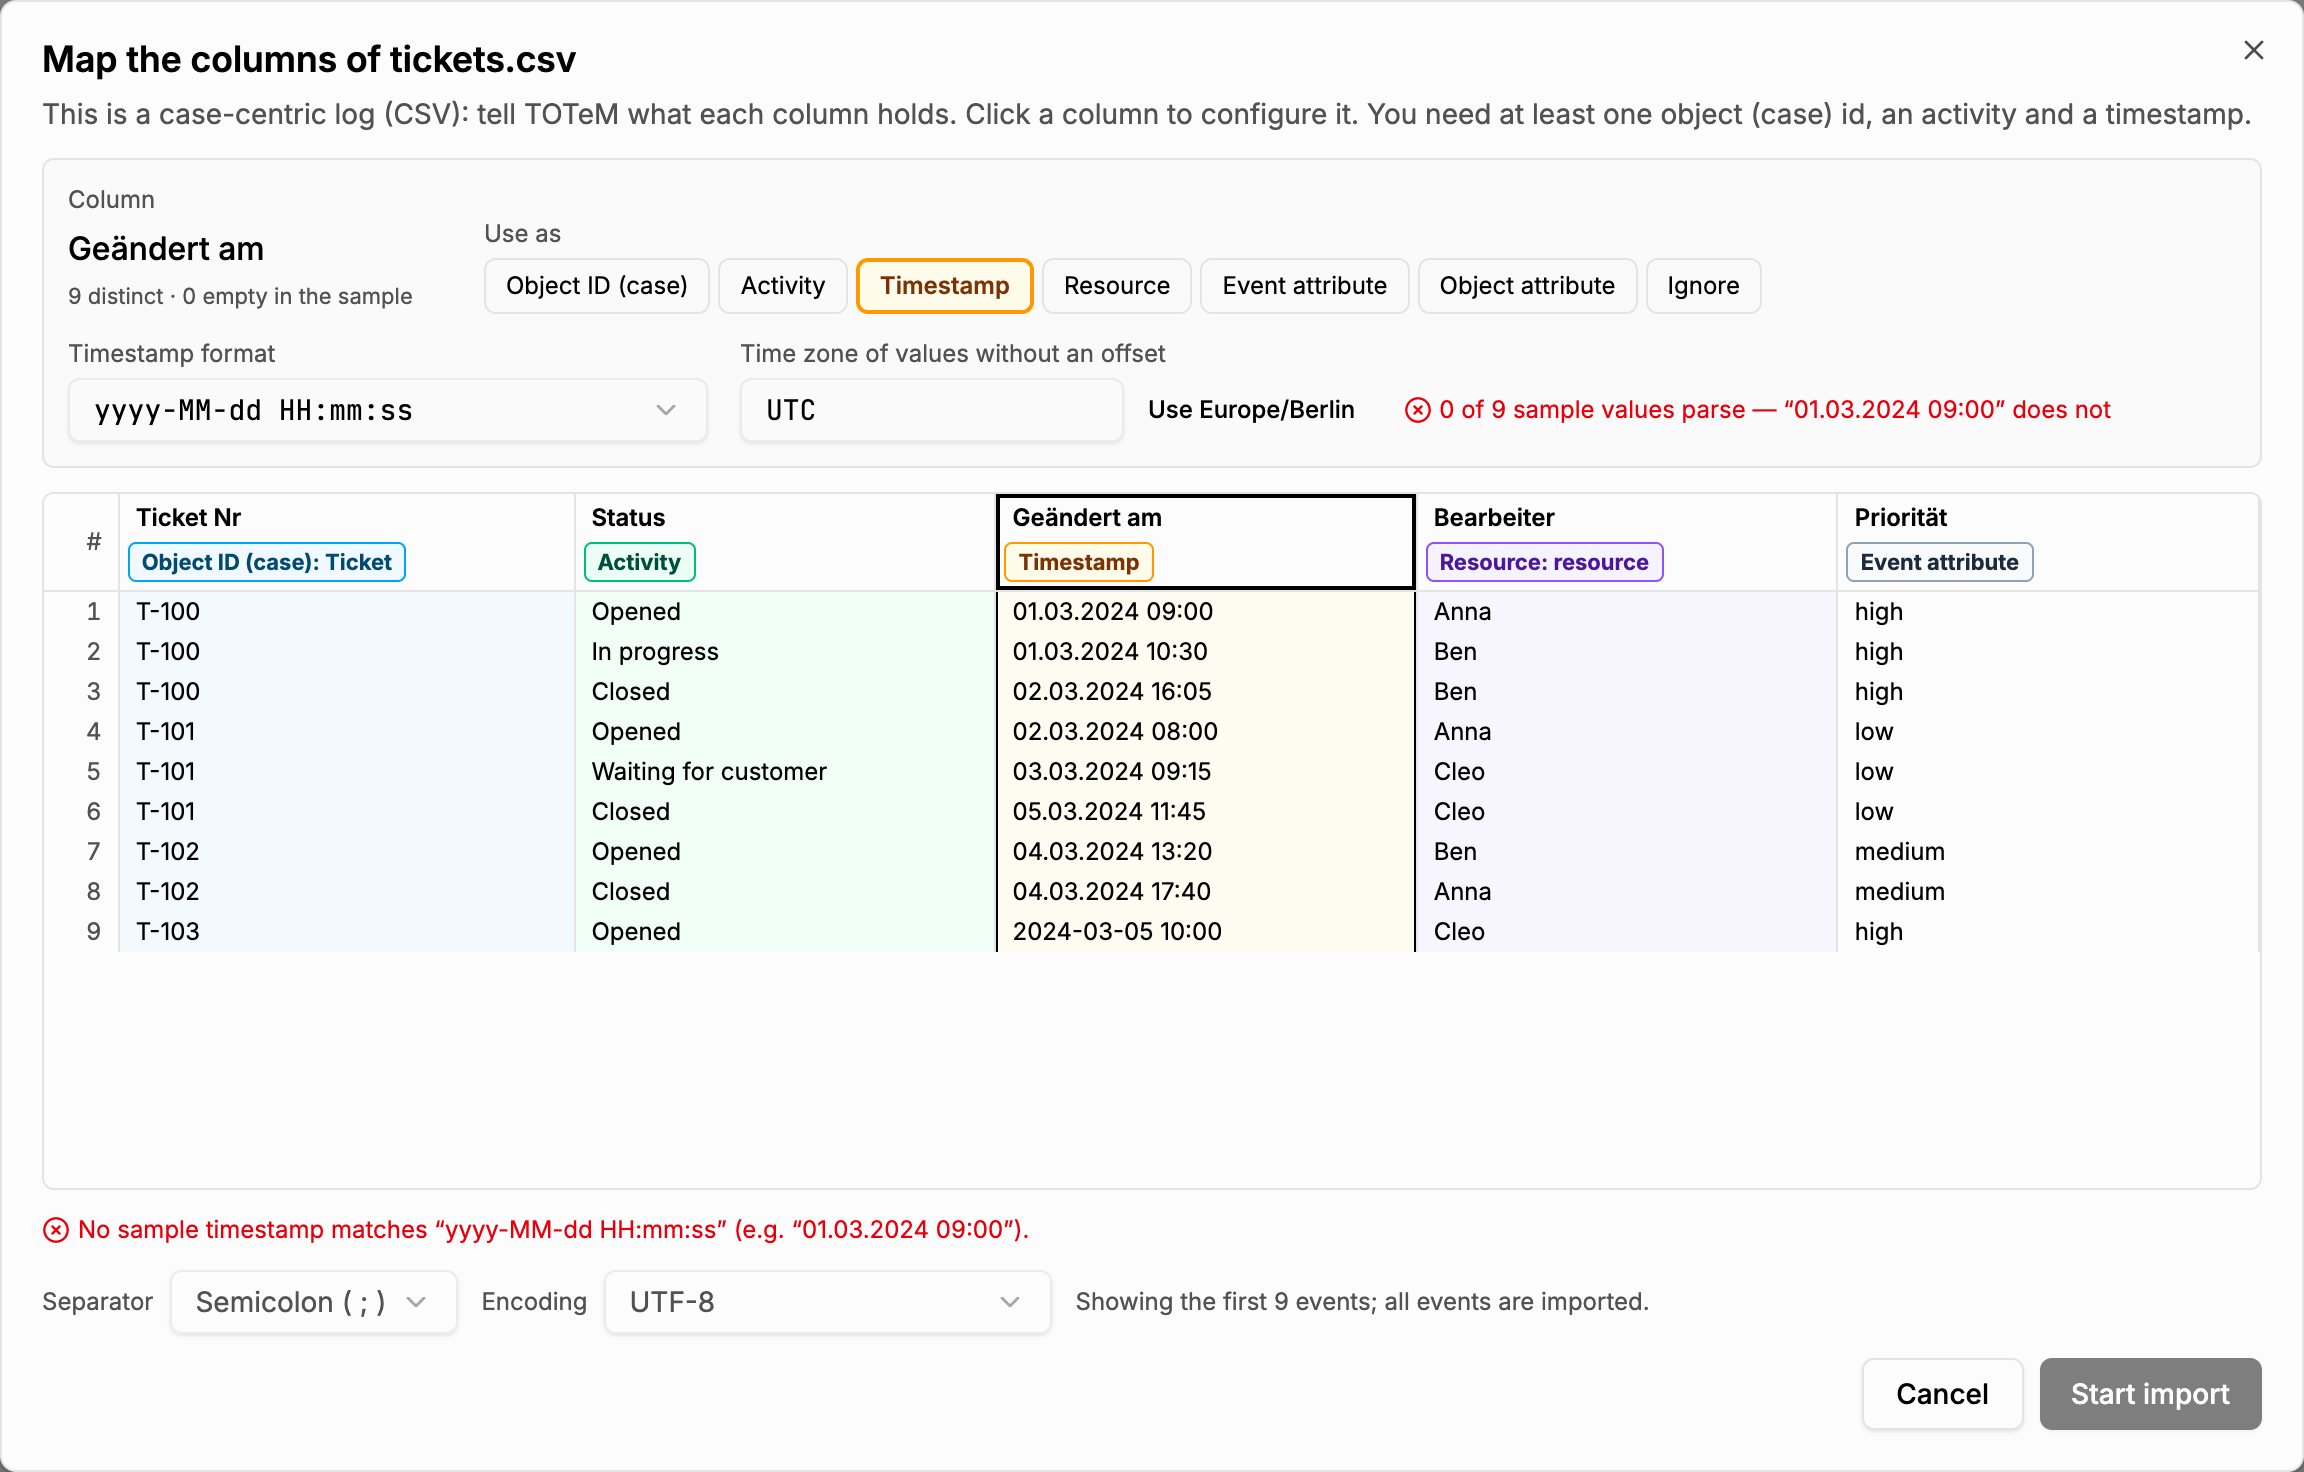 Map the columns of tickets.csv
This is a case-centric log (CSV): tell TOTeM what each column holds. Click a column to configure it. You need at least one object (case) id, an activity and a timestamp.
Column
Geändert am
9 distinct · 0 empty in the sample
Use as
Object ID (case) Activity Timestamp Resource Event attribute Object attribute Ignore
Timestamp format
yyyy-MM-dd HH:mm:ss
Time zone of values without an offset
UTC
Use Europe/Berlin
0 of 9 sample values parse — “01.03.2024 09:00” does not
# Ticket Nr Status Geändert am Bearbeiter Priorität
Object ID (case): Ticket Activity Timestamp Resource: resource Event attribute
1 T-100 Opened 01.03.2024 09:00 Anna high
2 T-100 In progress 01.03.2024 10:30 Ben high
3 T-100 Closed 02.03.2024 16:05 Ben high
4 T-101 Opened 02.03.2024 08:00 Anna low
5 T-101 Waiting for customer 03.03.2024 09:15 Cleo low
6 T-101 Closed 05.03.2024 11:45 Cleo low
7 T-102 Opened 04.03.2024 13:20 Ben medium
8 T-102 Closed 04.03.2024 17:40 Anna medium
9 T-103 Opened 2024-03-05 10:00 Cleo high
No sample timestamp matches “yyyy-MM-dd HH:mm:ss” (e.g. “01.03.2024 09:00”).
Separator Semicolon ( ; ) Encoding UTF-8 Showing the first 9 events; all events are imported.
Cancel Start import